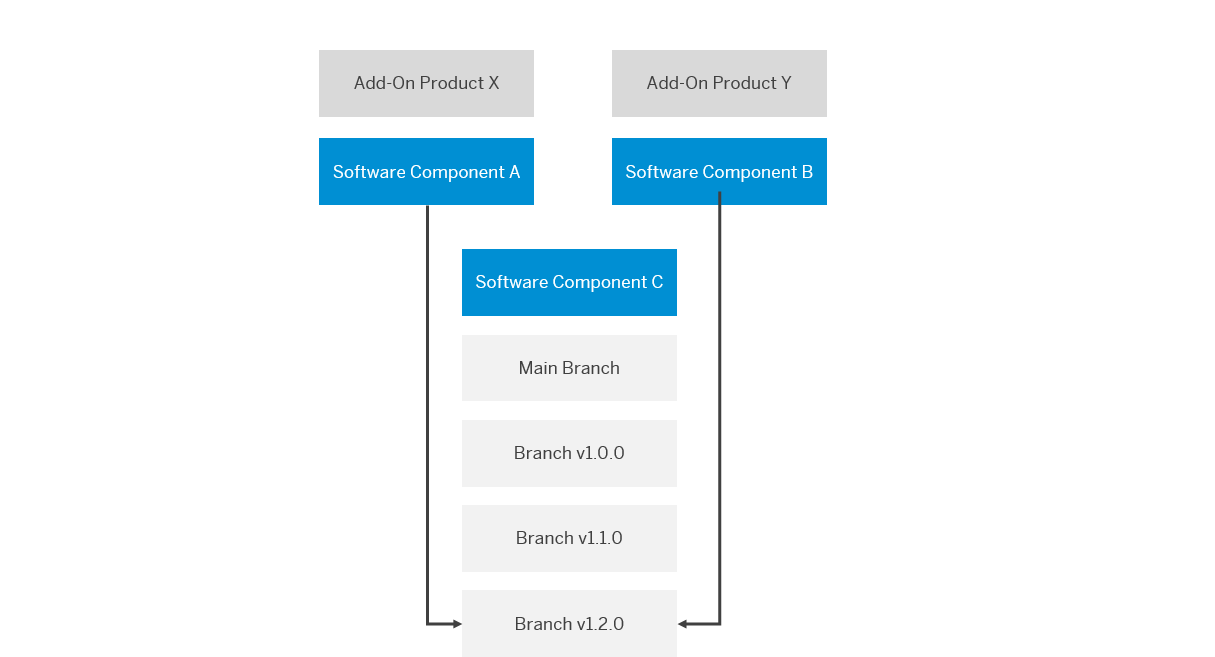 Add-On Product X
Add-On Product Y
Software Component A
Software Component B
Software Component C
Main Branch
Branch v1.0.0
Branch v1.1.0
Branch v1.2.0